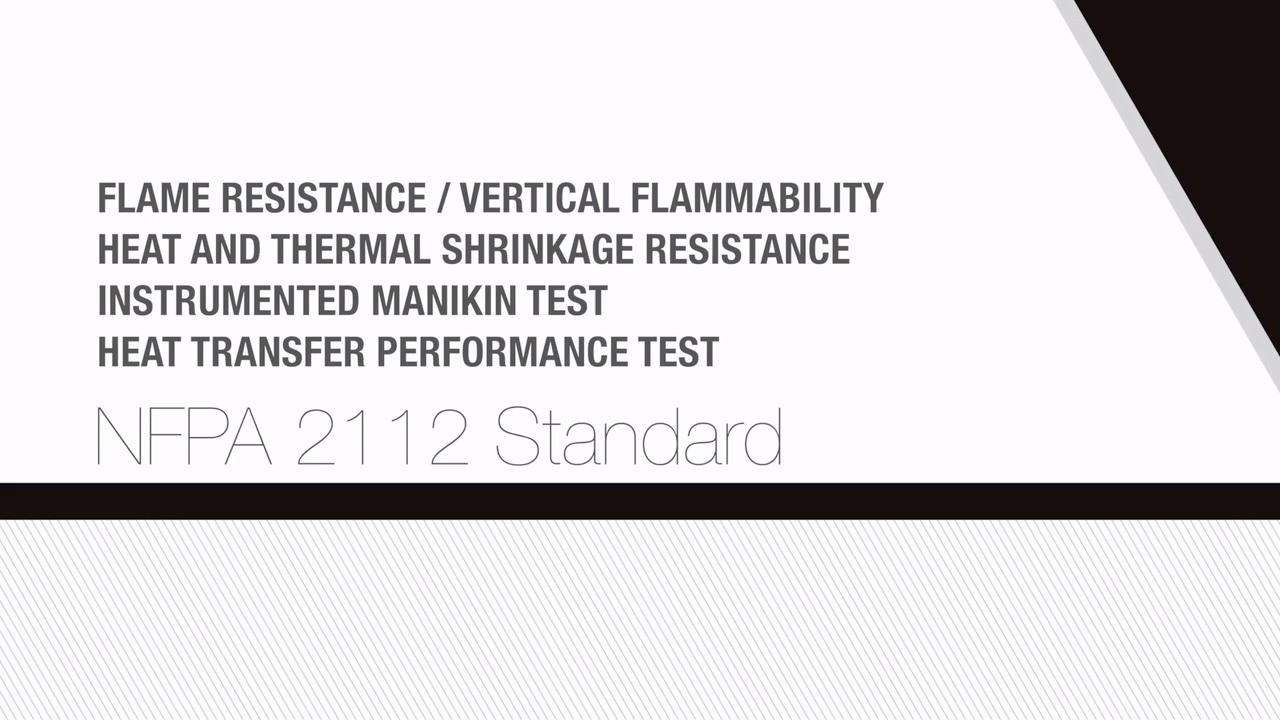 FLAME RESISTANCE / VERTICAL FLAMMABILITY
HEAT AND THERMAL SHRINKAGE RESISTANCE
INSTRUMENTED MANIKIN TEST
HEAT TRANSFER PERFORMANCE TEST
NFPA 2112 Standard